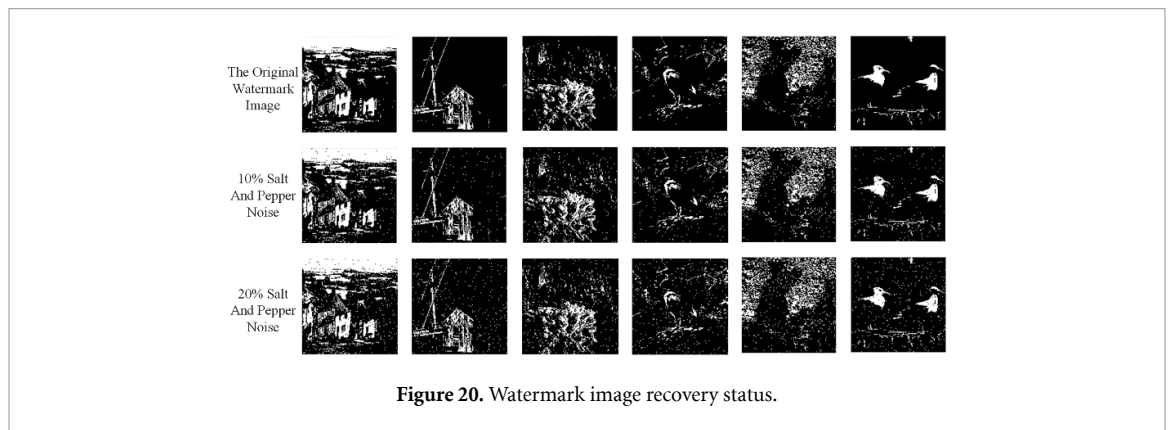 The Original
Watermark
Image
10% Salt
And Pepper
Noise
20% Salt
And Pepper
Noise
Figure 20. Watermark image recovery status.